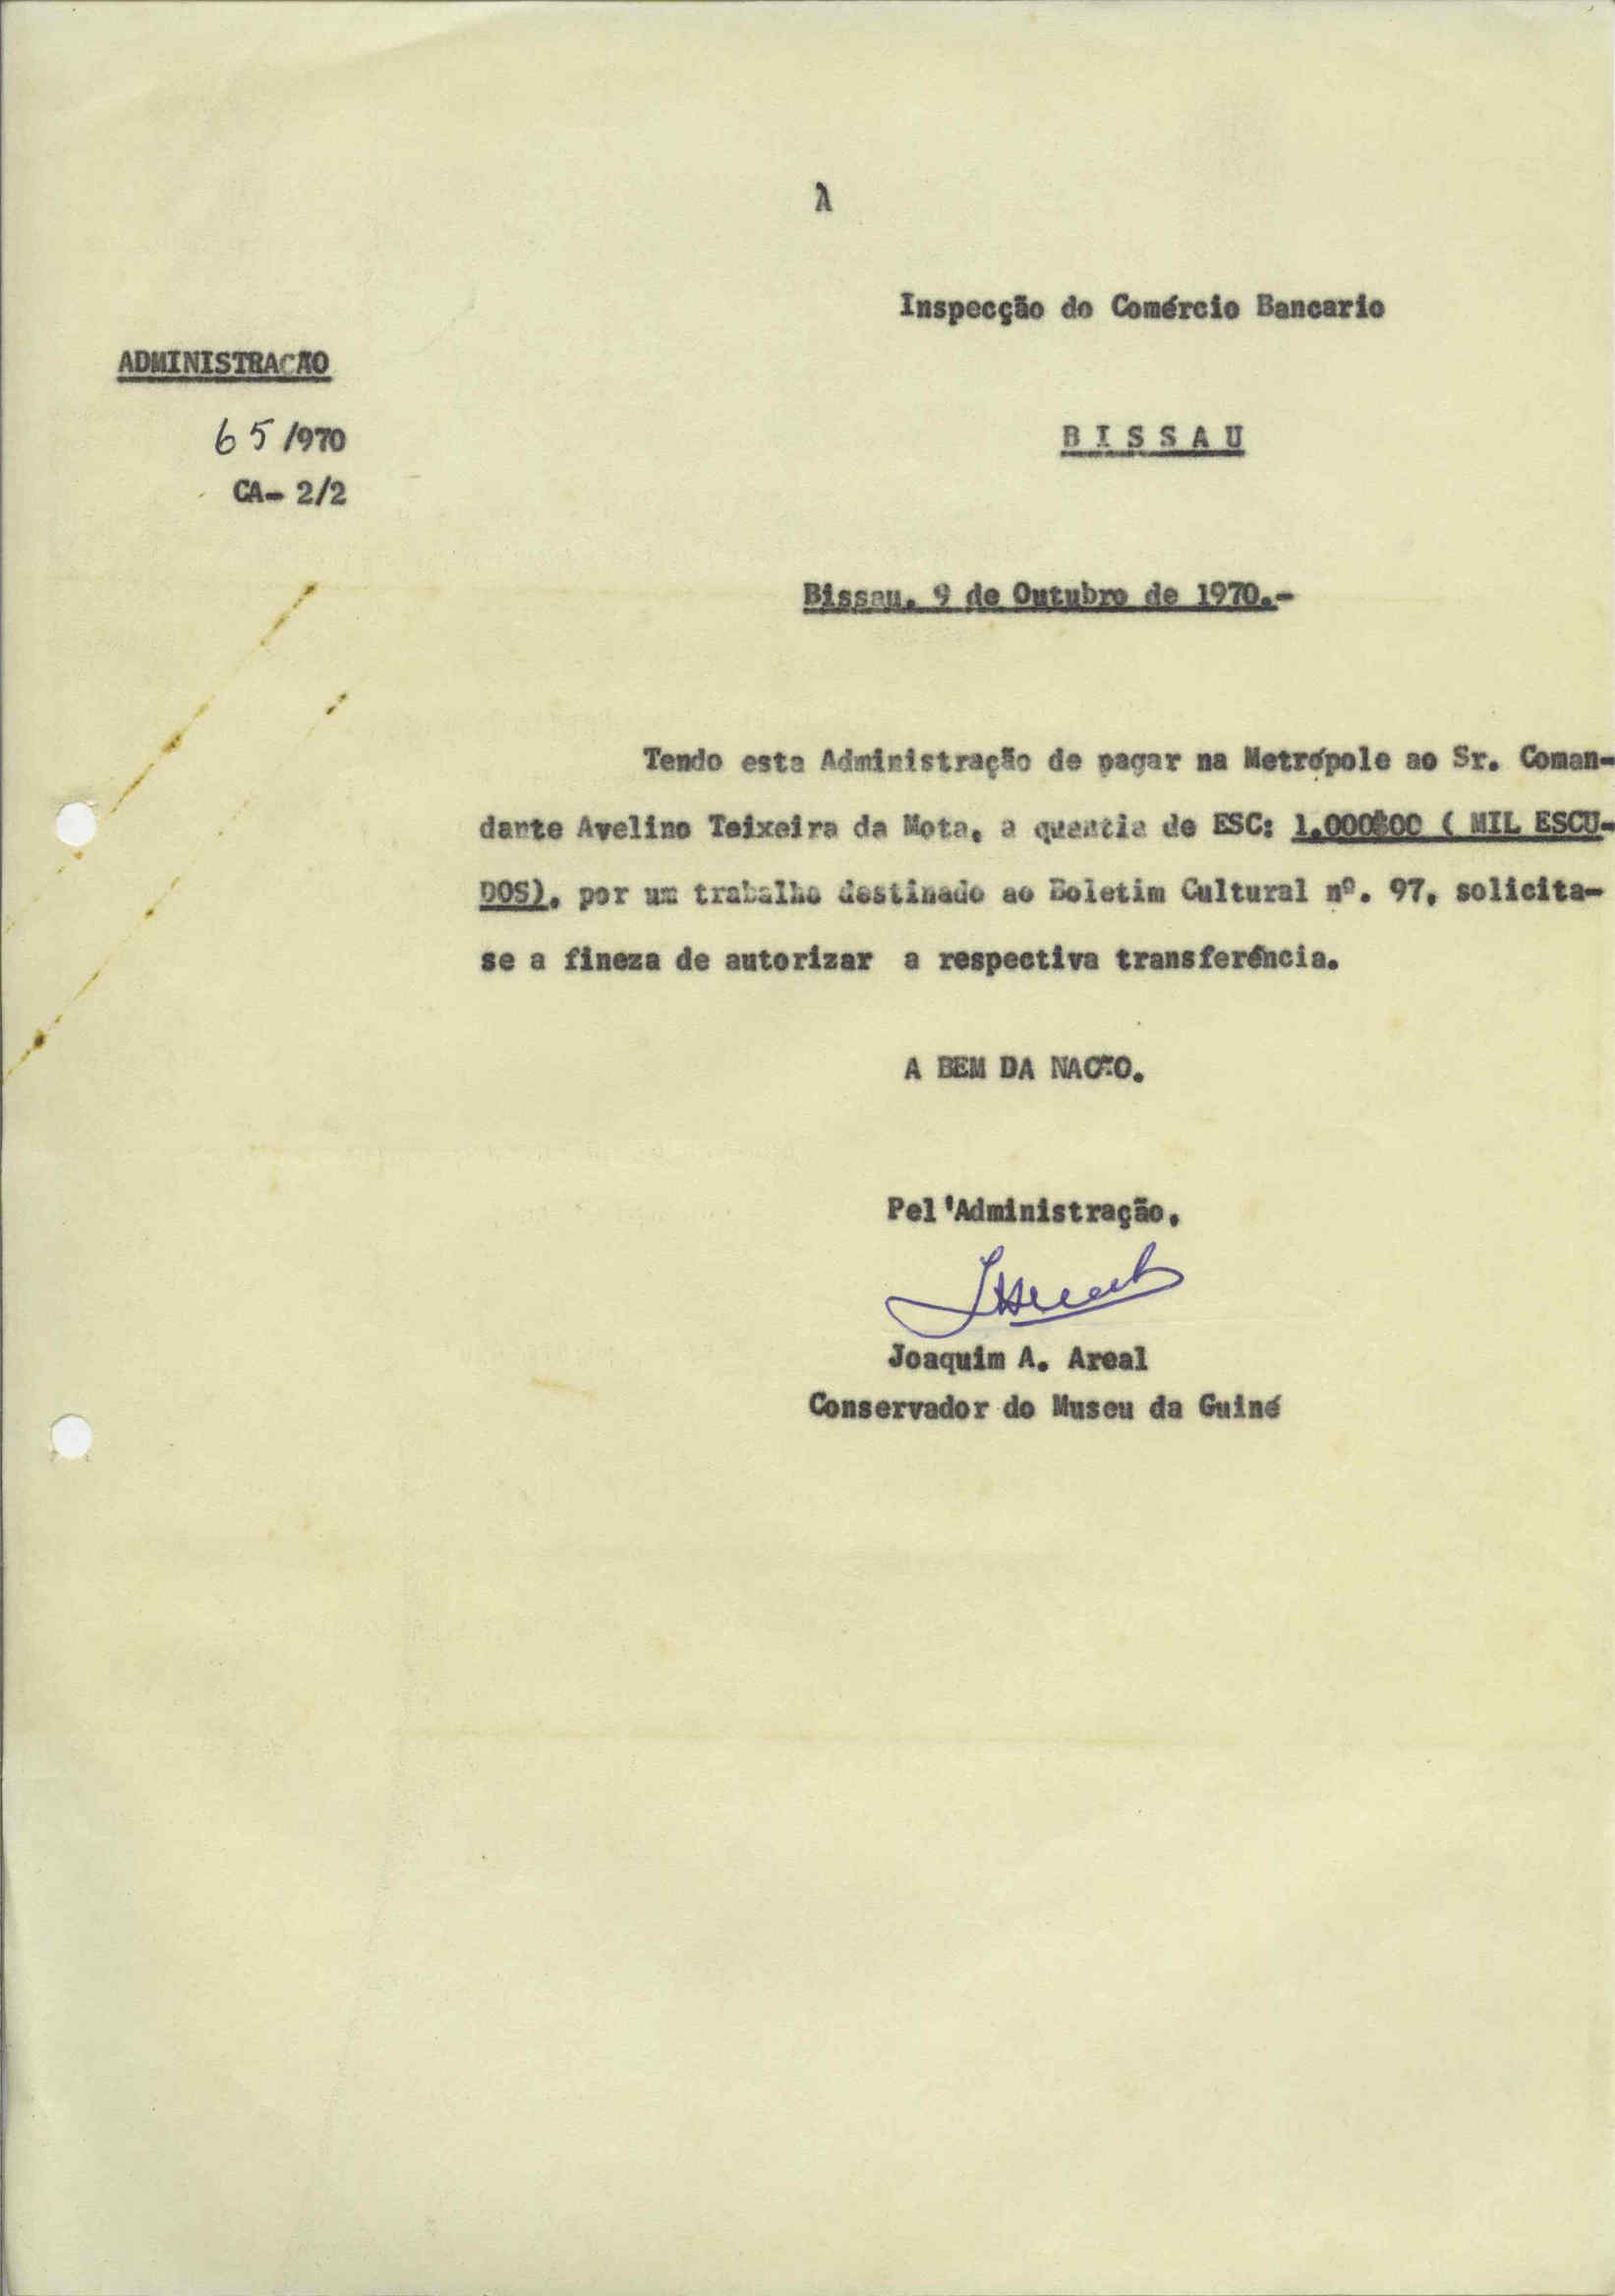 À
Inspecção do Comércio Bancario
ADMINISTRAÇÃO
65/970
CA- 2/2
BISSAU
Bissau, 9 de Outubro de 1970.-
Tendo esta Administração de pagar na Metrópole ao Sr. Coman-
dante Avelino Teixeira da Mota, a quantia de ESC: 1.000$00 ( MIL ESCU-
DOS), por um trabalho destinado ao Boletim Cultural nº. 97, solicita-
se a fineza de autorizar a respectiva transferência.
A BEM DA NAÇÃO.
Pel'Administração,
Joaquim A. Areal
Conservador do Museu da Guiné